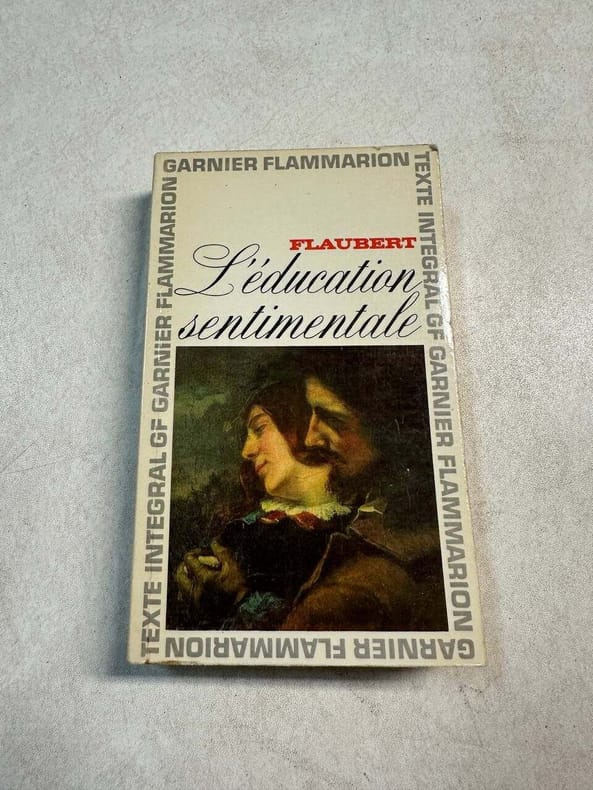 GARNIER FLAMMARION
TEXTE INTEGRAL GF GARNIER FLAMMARION
FLAUBERT
L'éducation
sentimentale
TEXTE INTEGRAL GF GARNIER FLAMMARION
GARNIER FLAMMARION